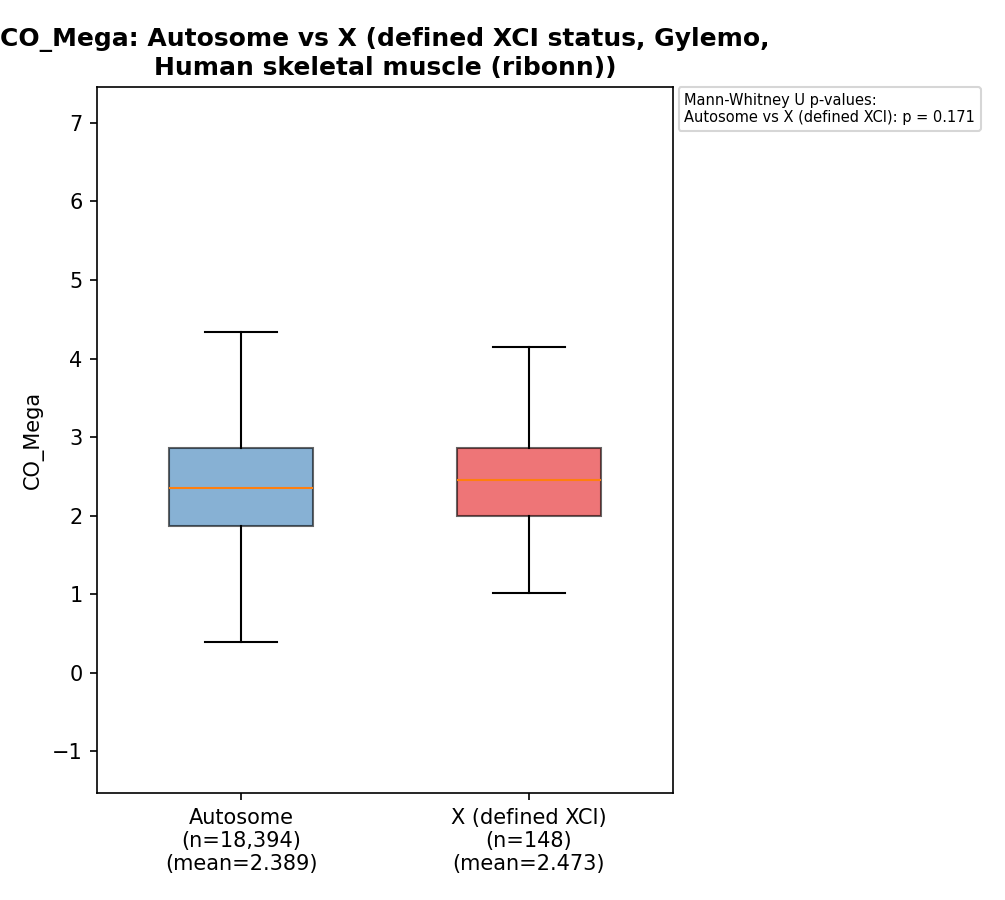 CO_Mega: Autosome vs X (defined XCI status, Gylemo,
Human skeletal muscle (ribonn))
Mann-Whitney U p-values:
Autosome vs X (defined XCI): p = 0.171
7
6
5
4
3
2
1
0
−1
CO_Mega
Autosome
(n=18,394)
(mean=2.389)
X (defined XCI)
(n=148)
(mean=2.473)